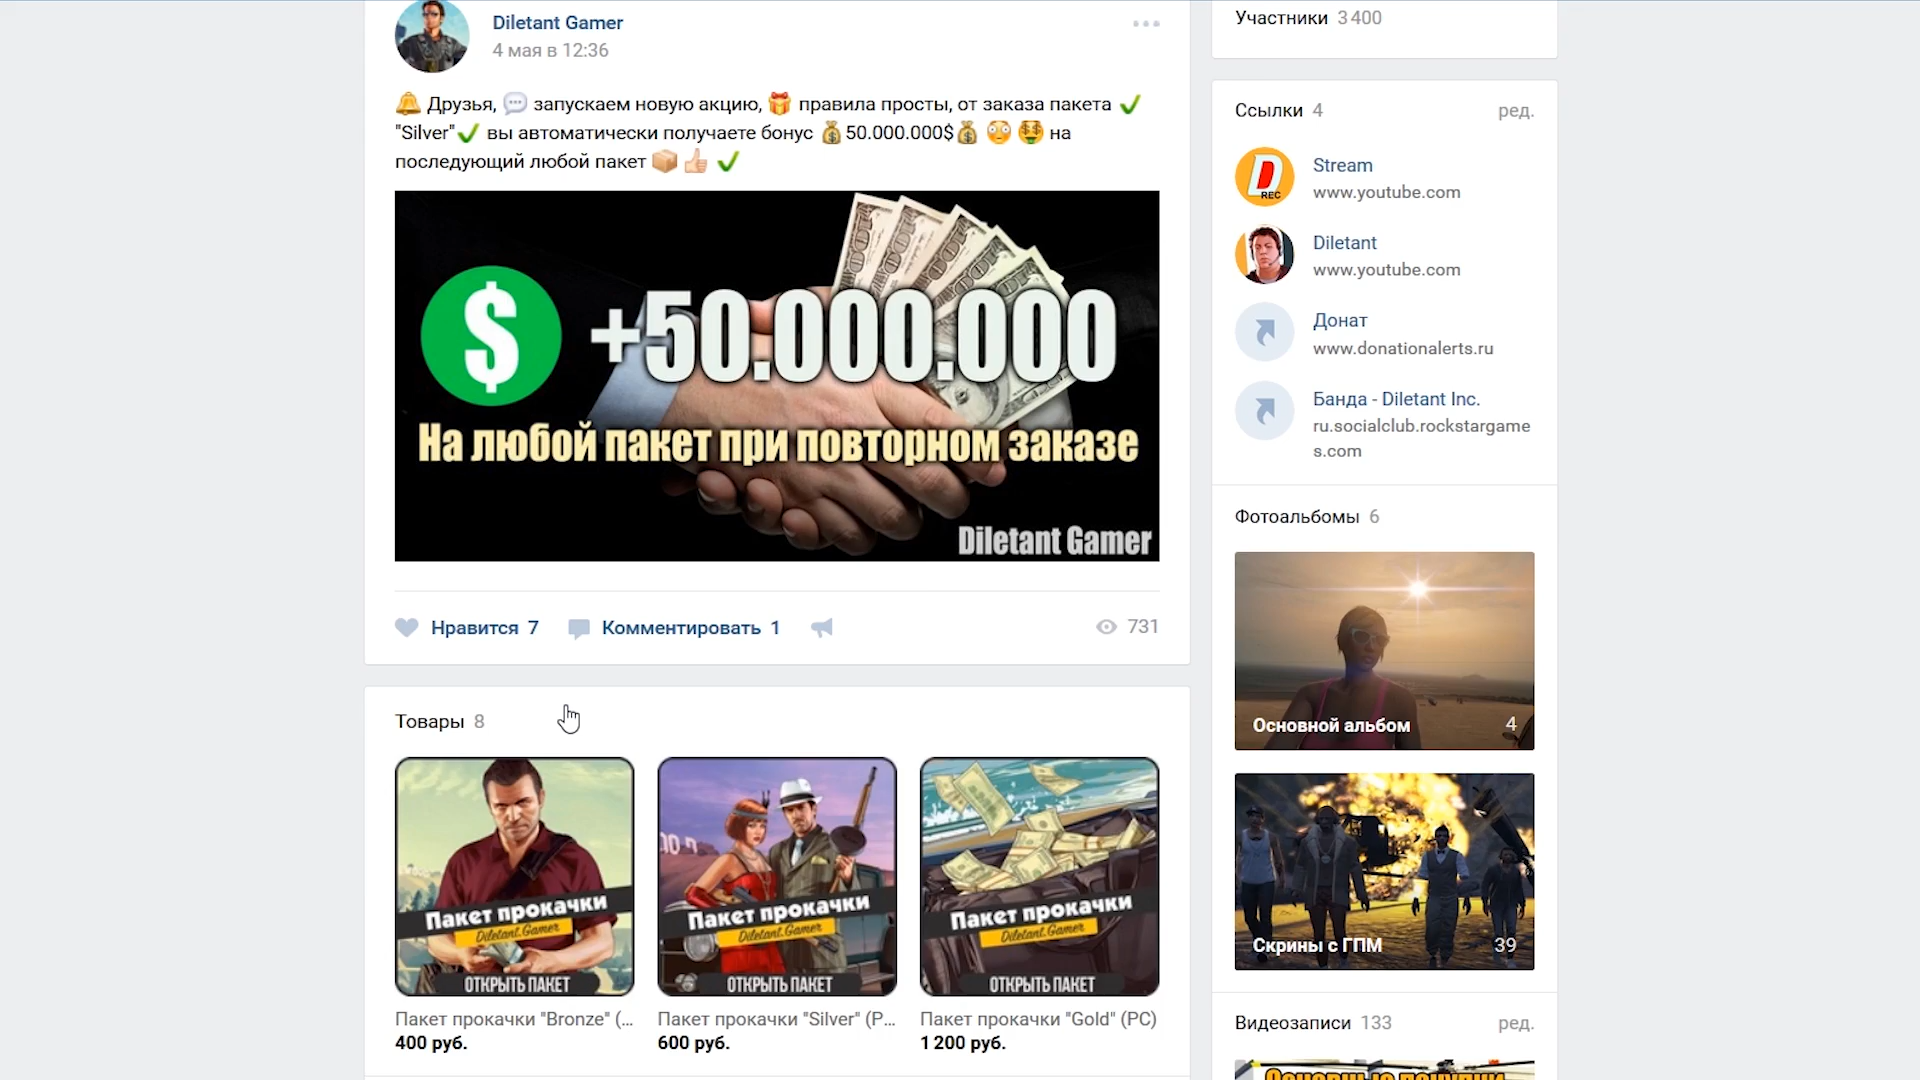 Diletant Gamer
4 мая в 12:36
Друзья, запускаем новую акцию, правила просты, от заказа пакета
"Silver" вы автоматически получаете бонус 50.000.000$ на
последующий любой пакет
$ +50.000.000
На любой пакет при повторном заказе
Diletant Gamer
Нравится 7
Комментировать 1
731
Товары 8
Пакет прокачки
Diletant.Gamer
ОТКРЫТЬ ПАКЕТ
Пакет прокачки "Bronze" (...
400 руб.
Пакет прокачки
Diletant.Gamer
ОТКРЫТЬ ПАКЕТ
Пакет прокачки "Silver" (P...
600 руб.
Пакет прокачки
Diletant.Gamer
ОТКРЫТЬ ПАКЕТ
Пакет прокачки "Gold" (PC)
1 200 руб.
Участники 3 400
Ссылки 4
ред.
D
REC
Stream
www.youtube.com
Diletant
www.youtube.com
Донат
www.donationalerts.ru
Банда - Diletant Inc.
ru.socialclub.rockstargame
s.com
Фотоальбомы 6
Основной альбом 4
Скрины с ГПМ 39
Видеозаписи 133
ред.